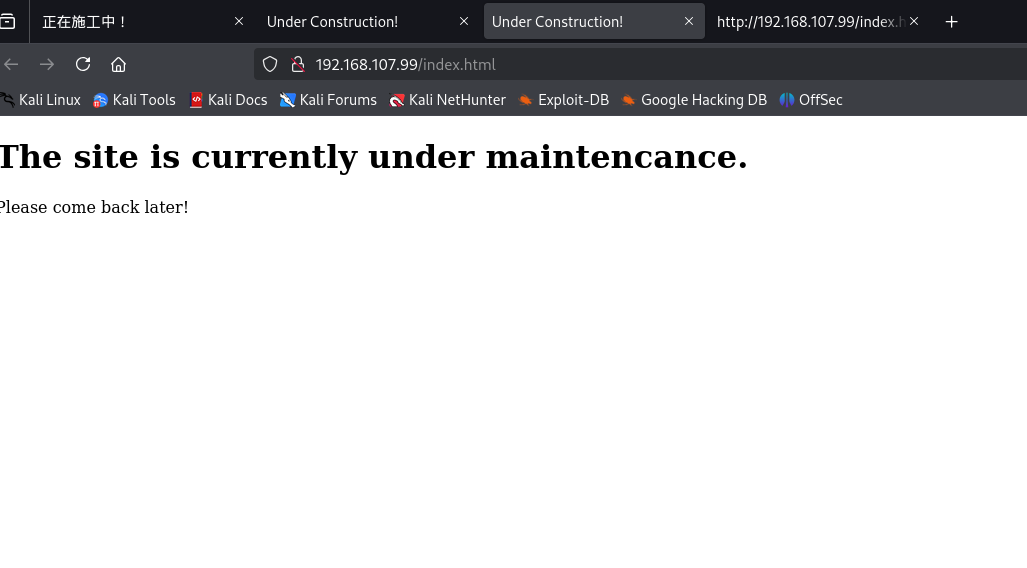 正在施工中！
Under Construction!
Under Construction!
http://192.168.107.99/index.h
192.168.107.99/index.html
Kali Linux
Kali Tools
Kali Docs
Kali Forums
Kali NetHunter
Exploit-DB
Google Hacking DB
OffSec
The site is currently under maintencance.
Please come back later!